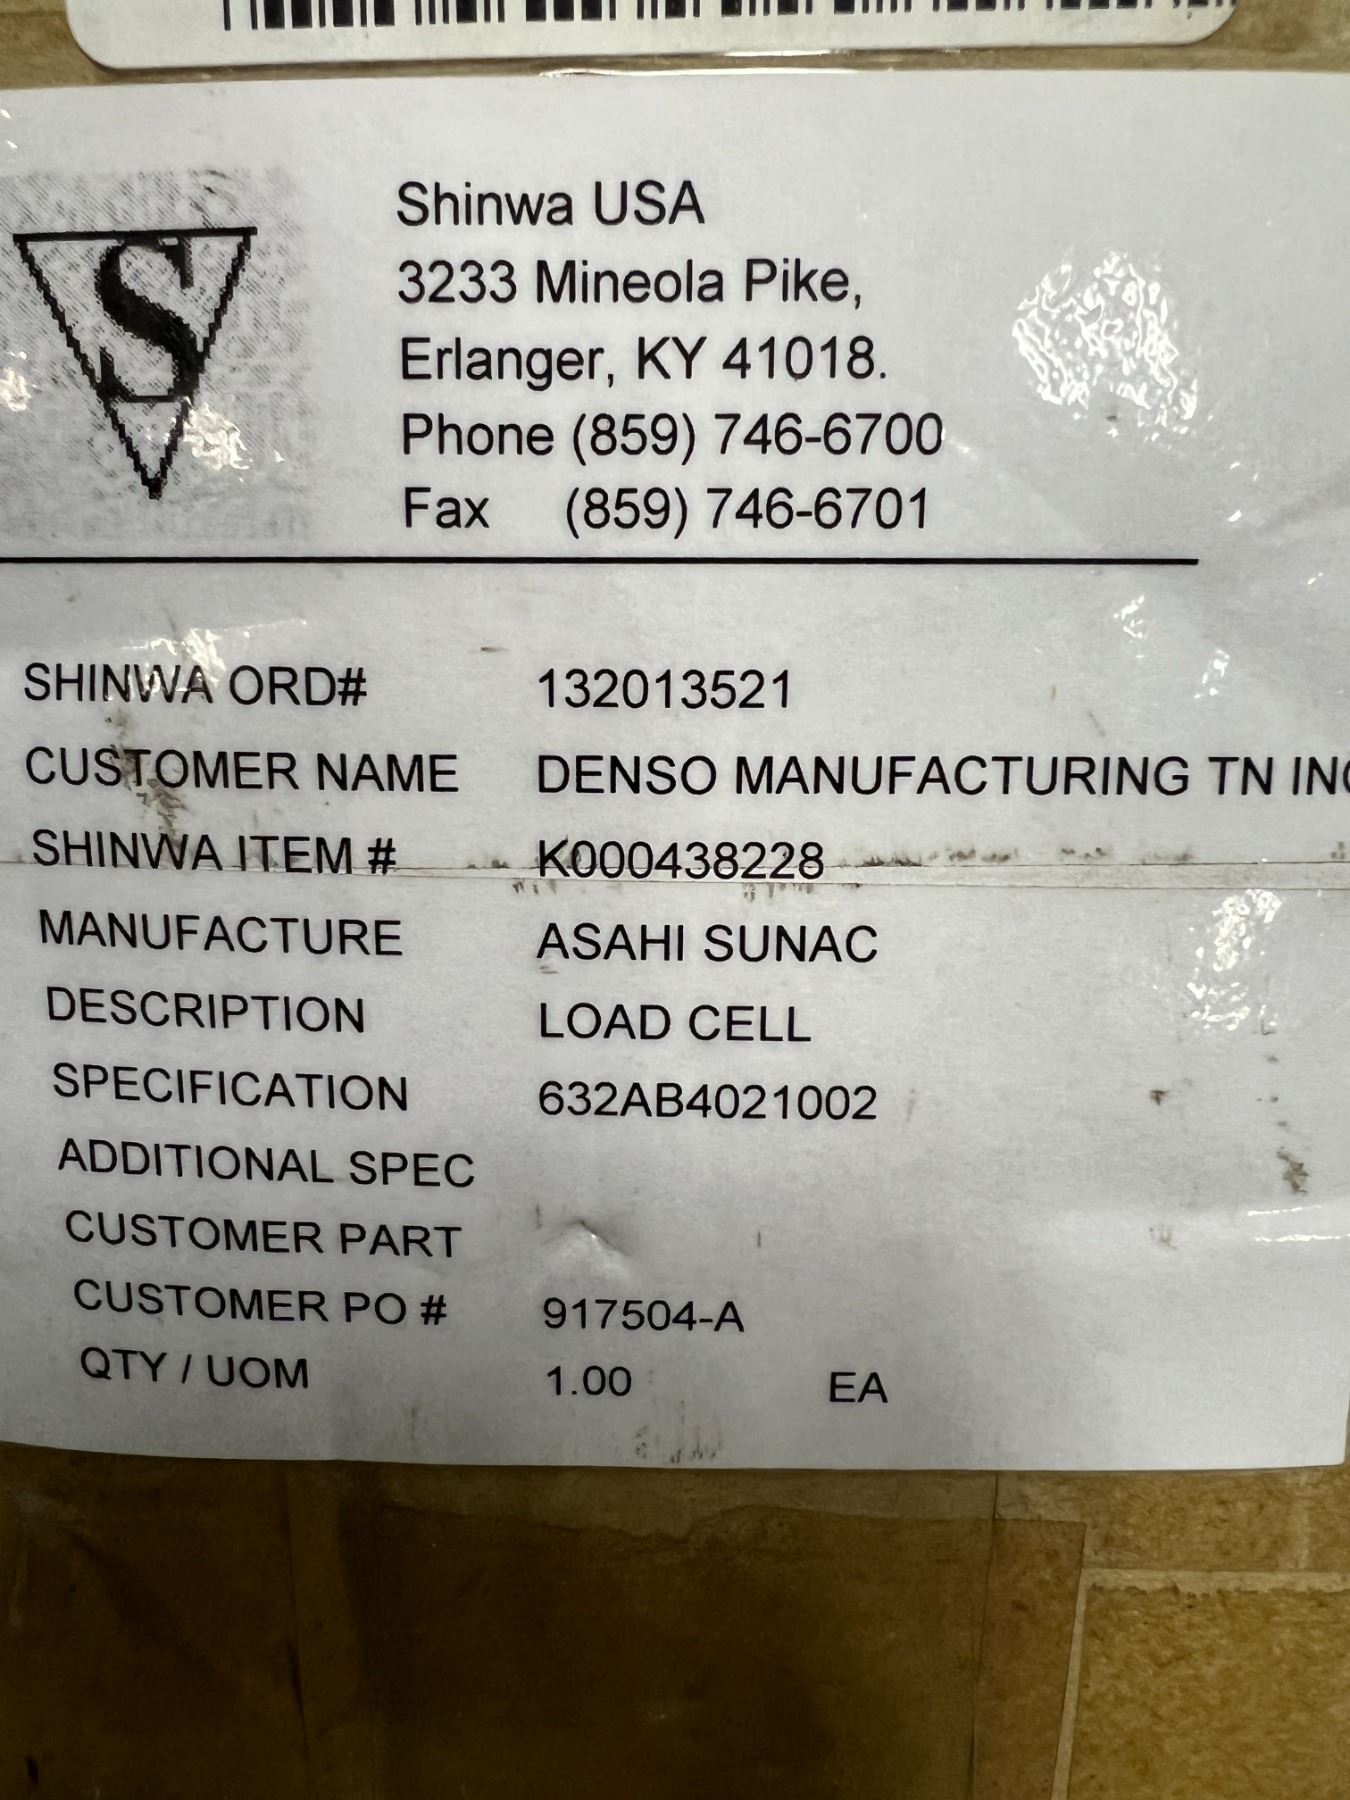 S
Shinwa USA
3233 Mineola Pike,
Erlanger, KY 41018.
Phone (859) 746-6700
Fax (859) 746-6701
SHINWA ORD# 132013521
CUSTOMER NAME DENSO MANUFACTURING TN INC
SHINWA ITEM # K000438228
MANUFACTURE ASAHI SUNAC
DESCRIPTION LOAD CELL
SPECIFICATION 632AB4021002
ADDITIONAL SPEC
CUSTOMER PART
CUSTOMER PO # 917504-A
QTY / UOM 1.00 EA